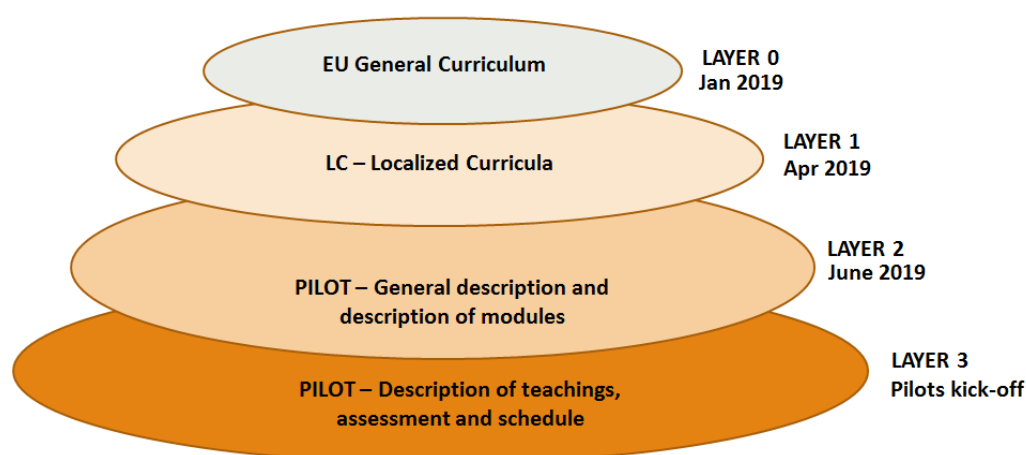 EU General Curriculum
LAYER 0
Jan 2019
LC – Localized Curricula
LAYER 1
Apr 2019
PILOT – General description and
description of modules
LAYER 2
June 2019
PILOT – Description of teachings,
assessment and schedule
LAYER 3
Pilots kick-off